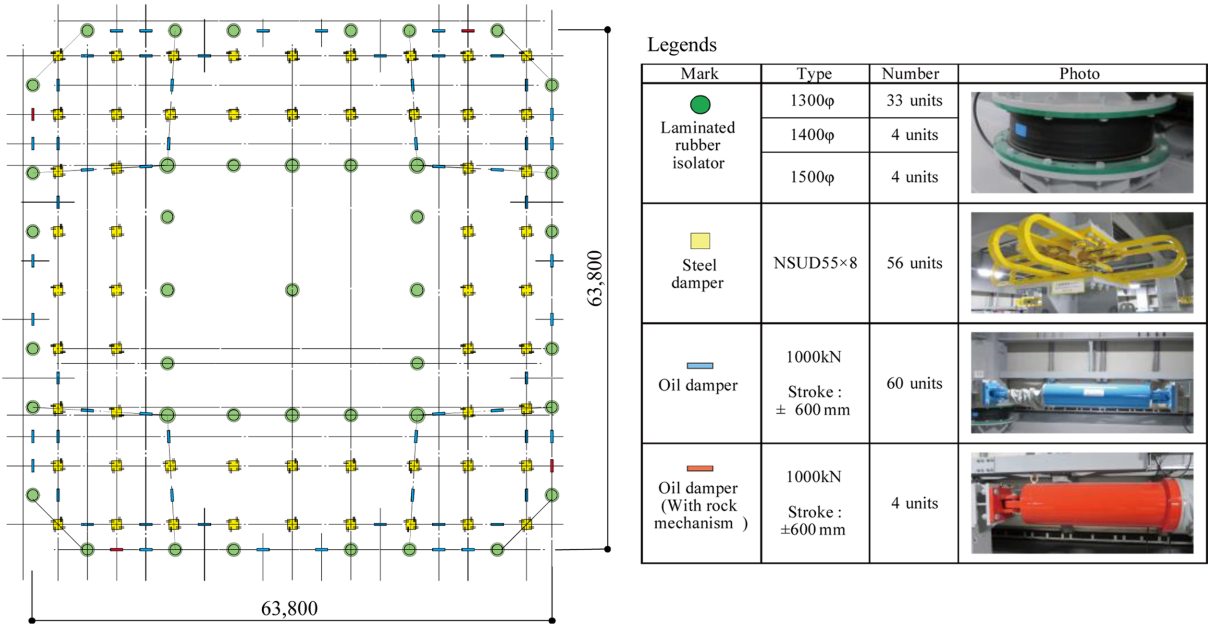 63,800
63,800
Legends
Mark Type Number Photo
Laminated
rubber
isolator
1300φ 33 units
1400φ 4 units
1500φ 4 units
Steel
damper
NSUD55×8 56 units
Oil damper
1000kN
Stroke :
± 600 mm
60 units
Oil damper
(With rock
mechanism )
1000kN
Stroke :
±600 mm
4 units